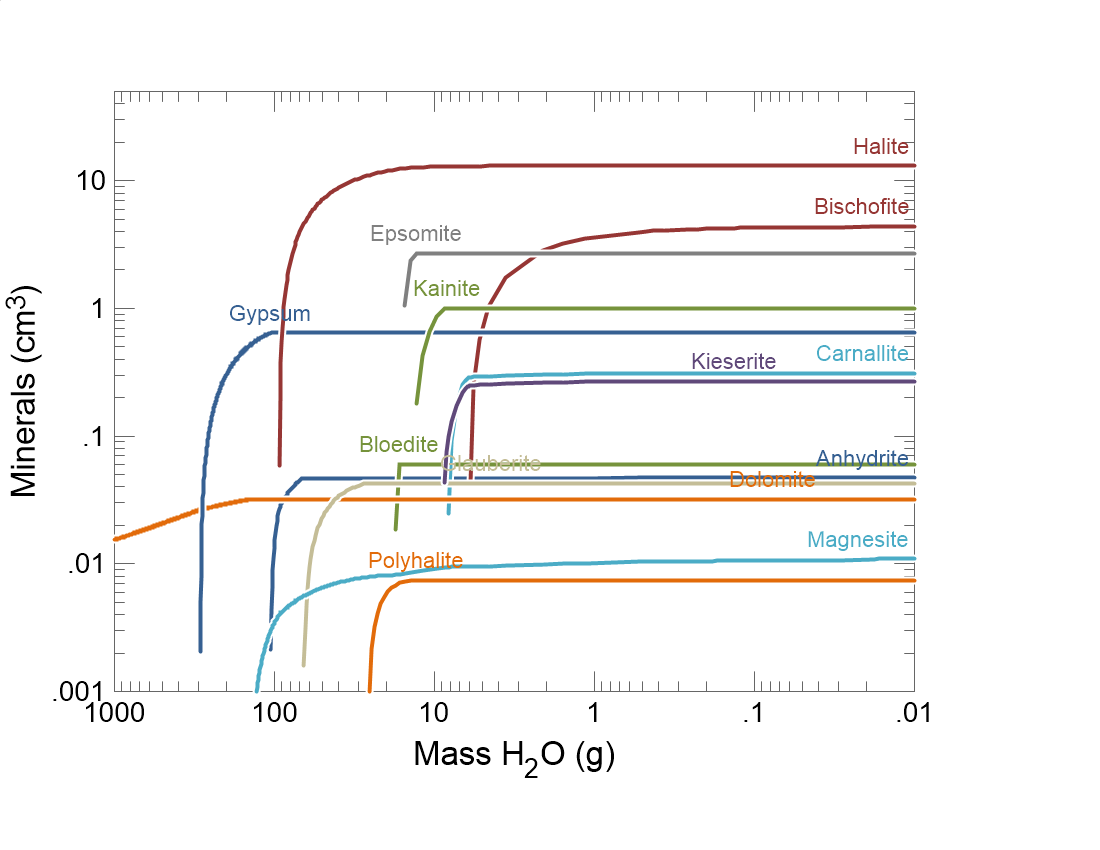 Halite
10
Bischofite
Epsomite
Kainite
1
Gypsum
Carnallite
Kieserite
.1
Bloedite
Glauberite
Anhydrite
Dolomite
Magnesite
.01
Polyhalite
.001
1000
100
10
1
.1
.01
Mass H₂O (g)
Minerals (cm³)